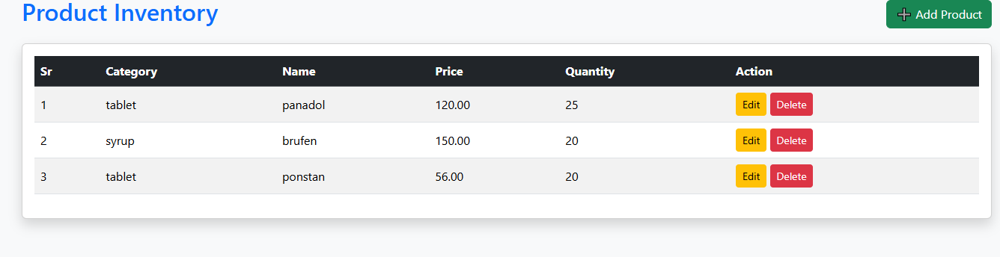 Product Inventory
➕ Add Product
Sr Category Name Price Quantity Action
1 tablet panadol 120.00 25 Edit Delete
2 syrup brufen 150.00 20 Edit Delete
3 tablet ponstan 56.00 20 Edit Delete